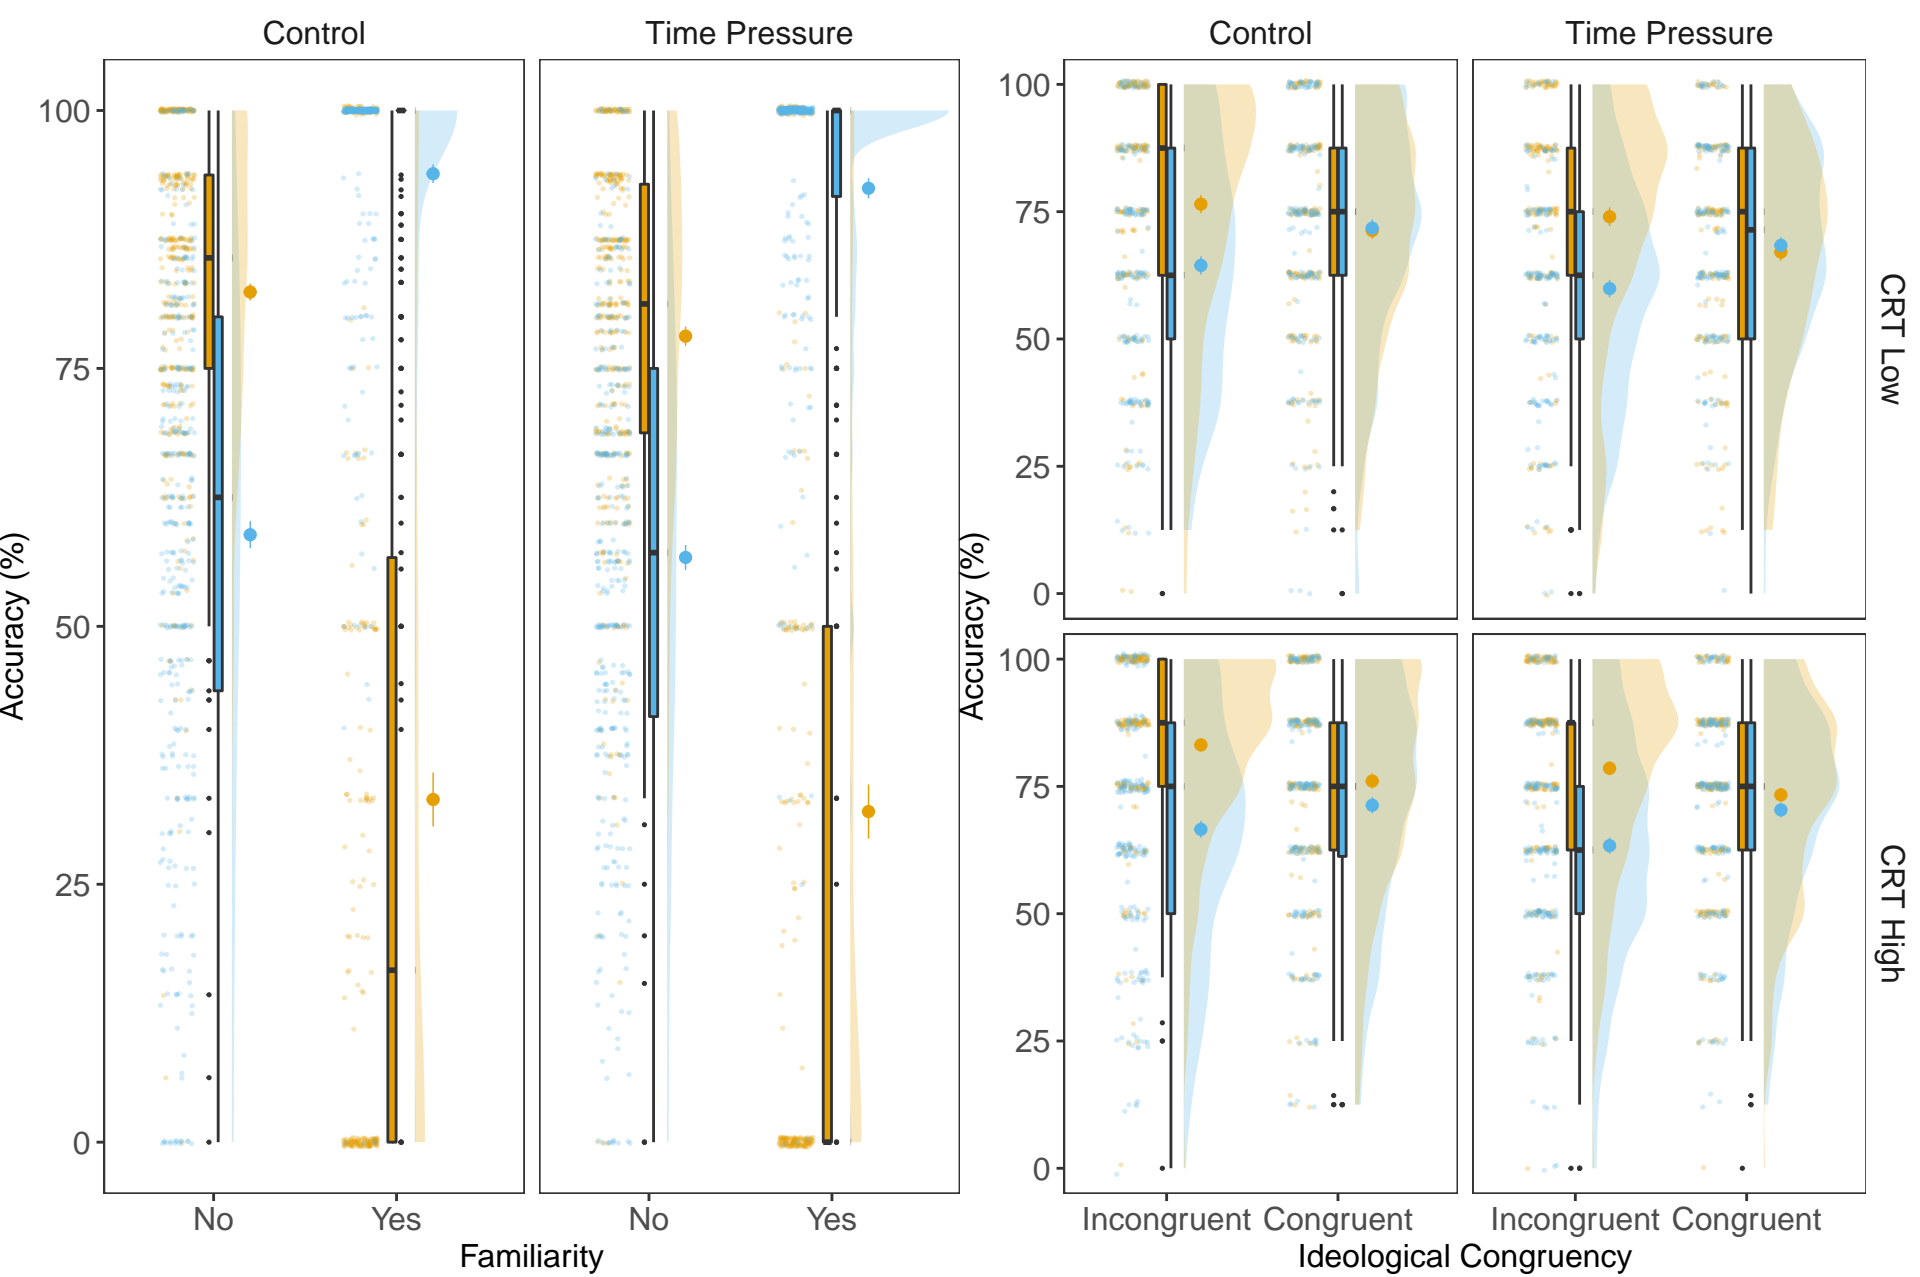 Control
Time Pressure
Accuracy (%)
100
75
50
25
0
No
Yes
No
Yes
Familiarity
Control
Time Pressure
Accuracy (%)
100
75
50
25
0
CRT Low
100
75
50
25
0
CRT High
Incongruent
Congruent
Incongruent
Congruent
Ideological Congruency